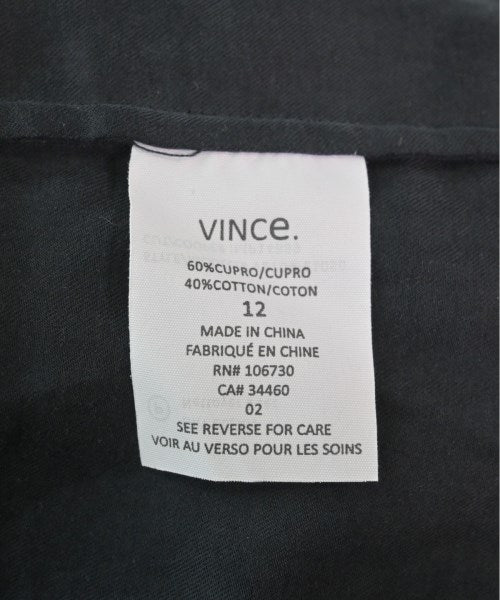 VINCe.
60%CUPRO/CUPRO
40%COTTON/COTON
12
MADE IN CHINA
FABRIQUÉ EN CHINE
RN# 106730
CA# 34460
02
SEE REVERSE FOR CARE
VOIR AU VERSO POUR LES SOINS